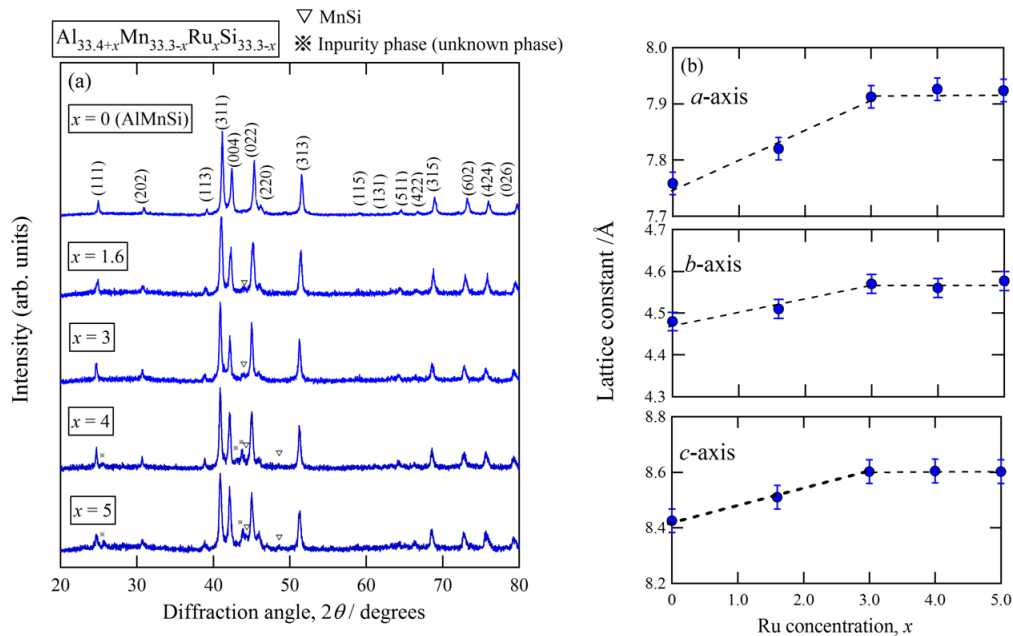 Al33.4+xMn33.3-xRuxSi33.3-x
▽ MnSi
※ Inpurity phase (unknown phase)
(a)
x = 0 (AlMnSi)
(111)
(202)
(113)
(311)
(004)
(022)
(220)
(313)
(115)
(131)
(511)
(422)
(315)
(602)
(424)
(026)
x = 1.6
▽
x = 3
▽
x = 4
※
※
※
▽
▽
x = 5
※
※
▽
▽
Intensity (arb. units)
20 30 40 50 60 70 80
Diffraction angle, 2θ / degrees
(b)
a-axis
8.0
7.9
7.8
7.7
b-axis
4.7
4.6
4.5
4.4
4.3
c-axis
8.8
8.6
8.4
8.2
Lattice constant /Å
0 1.0 2.0 3.0 4.0 5.0
Ru concentration, x